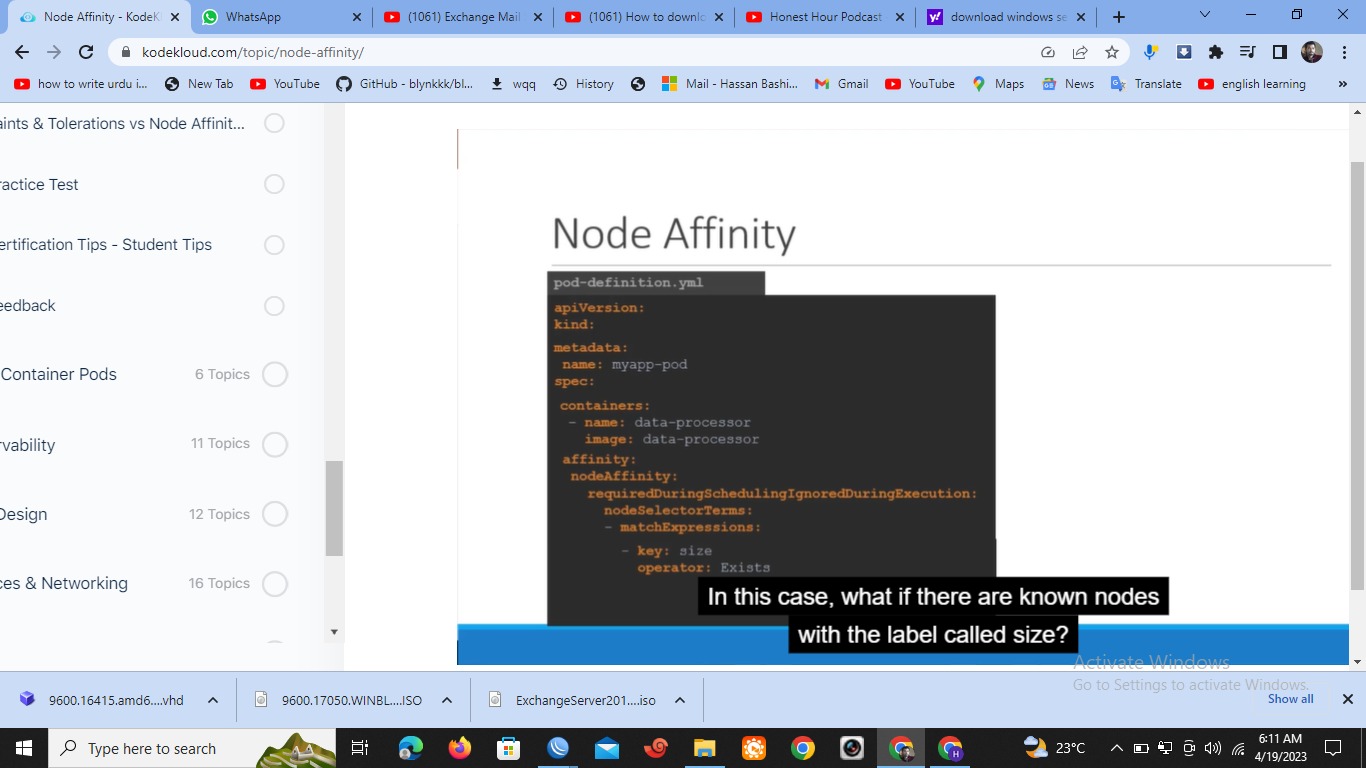 Node Affinity - KodeK
WhatsApp
(1061) Exchange Mail
(1061) How to downlo
Honest Hour Podcast
download windows se
kodekloud.com/topic/node-affinity/
how to write urdu i...
New Tab
YouTube
GitHub - blynkkk/bl...
wqq
History
Mail - Hassan Bashi...
Gmail
YouTube
Maps
News
Translate
english learning
»
aints & Tolerations vs Node Affinit...
ractice Test
ertification Tips - Student Tips
eedback
Container Pods 6 Topics
rvability 11 Topics
Design 12 Topics
ces & Networking 16 Topics
Node Affinity
pod-definition.yml
apiVersion:
kind:
metadata:
name: myapp-pod
spec:
containers:
- name: data-processor
image: data-processor
affinity:
nodeAffinity:
requiredDuringSchedulingIgnoredDuringExecution:
nodeSelectorTerms:
- matchExpressions:
- key: size
operator: Exists
In this case, what if there are known nodes
with the label called size?
Activate Windows
Go to Settings to activate Windows.
9600.16415.amd6....vhd
9600.17050.WINBL....ISO
ExchangeServer201....iso
Show all
Type here to search
23°C
6:11 AM
4/19/2023